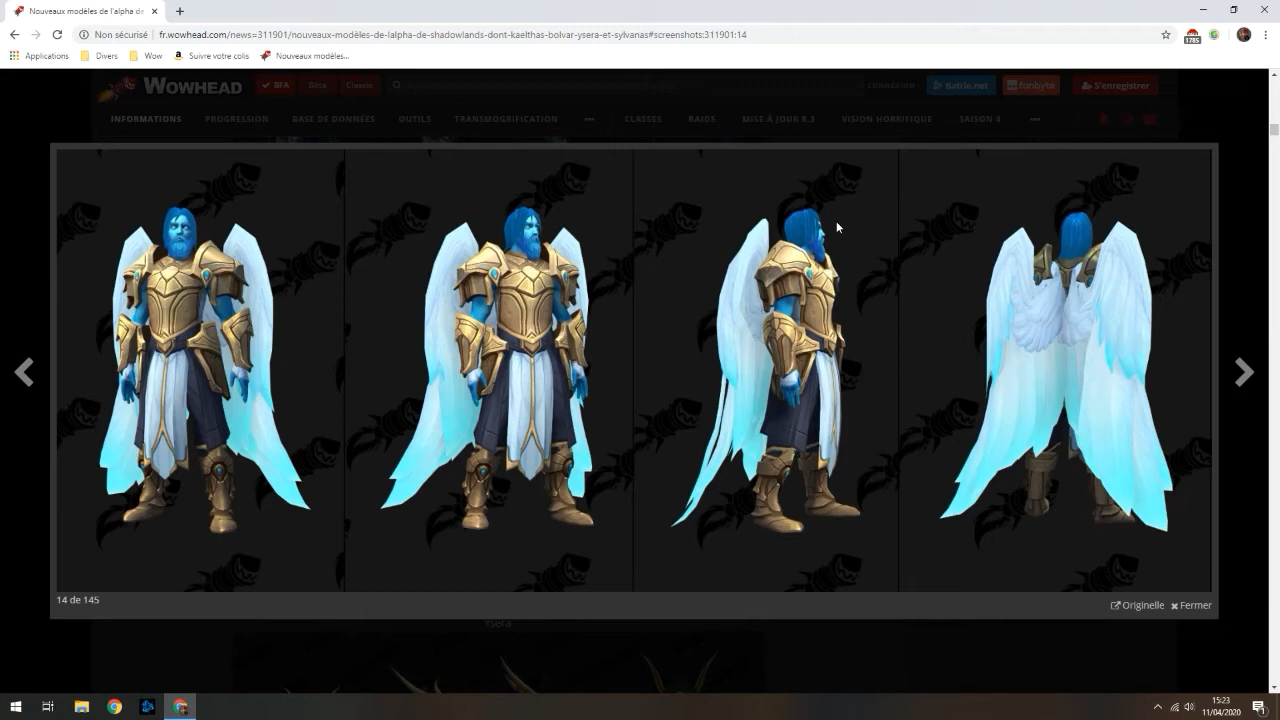 Nouveaux modèles de l'alpha de
Non sécurisé
fr.wowhead.com/news=311901/nouveaux-modèles-de-lalpha-de-shadowlands-dont-kaelthas-bolvar-ysera-et-sylvanas#screenshots:311901:14
1785
Applications
Divers
Wow
Suivre votre colis
Nouveaux modèles...
WOWHEAD
BFA
Bêta
Classic
CONNEXION
Battle.net
fanbyte
S'enregistrer
INFORMATIONS
PROGRESSION
BASE DE DONNÉES
OUTILS
TRANSMOGRIFICATION
CLASSES
RAIDS
MISE À JOUR 8.3
VISION HORRIFIQUE
SAISON 4
14 de 145
Originelle
Fermer
Ysera
15:23
11/04/2020
1